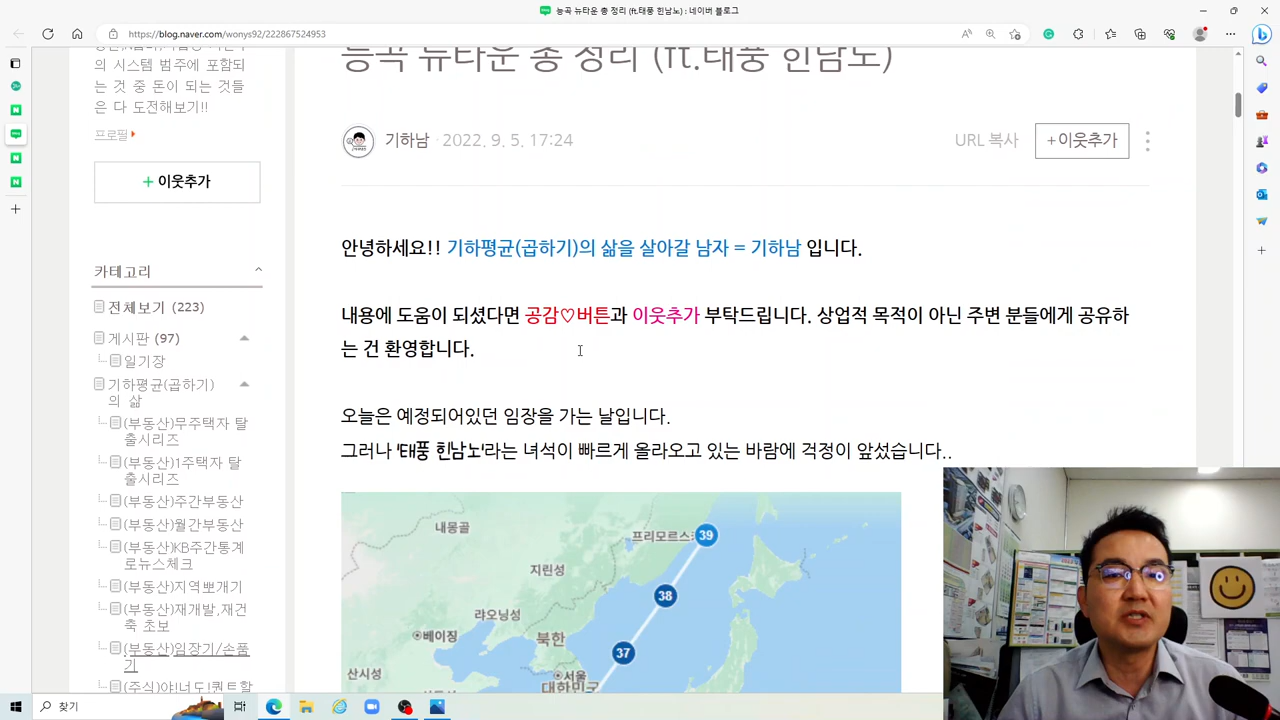 능곡 뉴타운 총 정리 (ft.태풍 힌남노) : 네이버 블로그
https://blog.naver.com/wonys92/222867524953
의 시스템 범주에 포함되
는 것 중 돈이 되는 것들
은 다 도전해보기!!
프로필
+ 이웃추가
카테고리
전체보기 (223)
게시판 (97)
일기장
기하평균(곱하기)
의 삶
(부동산)무주택자 탈
출시리즈
(부동산)1주택자 탈
출시리즈
(부동산)주간부동산
(부동산)월간부동산
(부동산)KB주간통계
로뉴스체크
(부동산)지역뽀개기
(부동산)재개발,재건
축 초보
(부동산)임장기/손품
기
(주식)야!너도!퀀트할
능곡 뉴타운 총 정리 (ft.태풍 힌남노)
기하남 · 2022. 9. 5. 17:24
URL 복사
+이웃추가
안녕하세요!! 기하평균(곱하기)의 삶을 살아갈 남자 = 기하남 입니다.
내용에 도움이 되셨다면 공감♡버튼과 이웃추가 부탁드립니다. 상업적 목적이 아닌 주변 분들에게 공유하
는 건 환영합니다.
오늘은 예정되어있던 임장을 가는 날입니다.
그러나 '태풍 힌남노'라는 녀석이 빠르게 올라오고 있는 바람에 걱정이 앞섰습니다..
내몽골
프리모르스
39
지린성
38
랴오닝성
베이징
북한
37
산시성
서울
대한민국
찾기